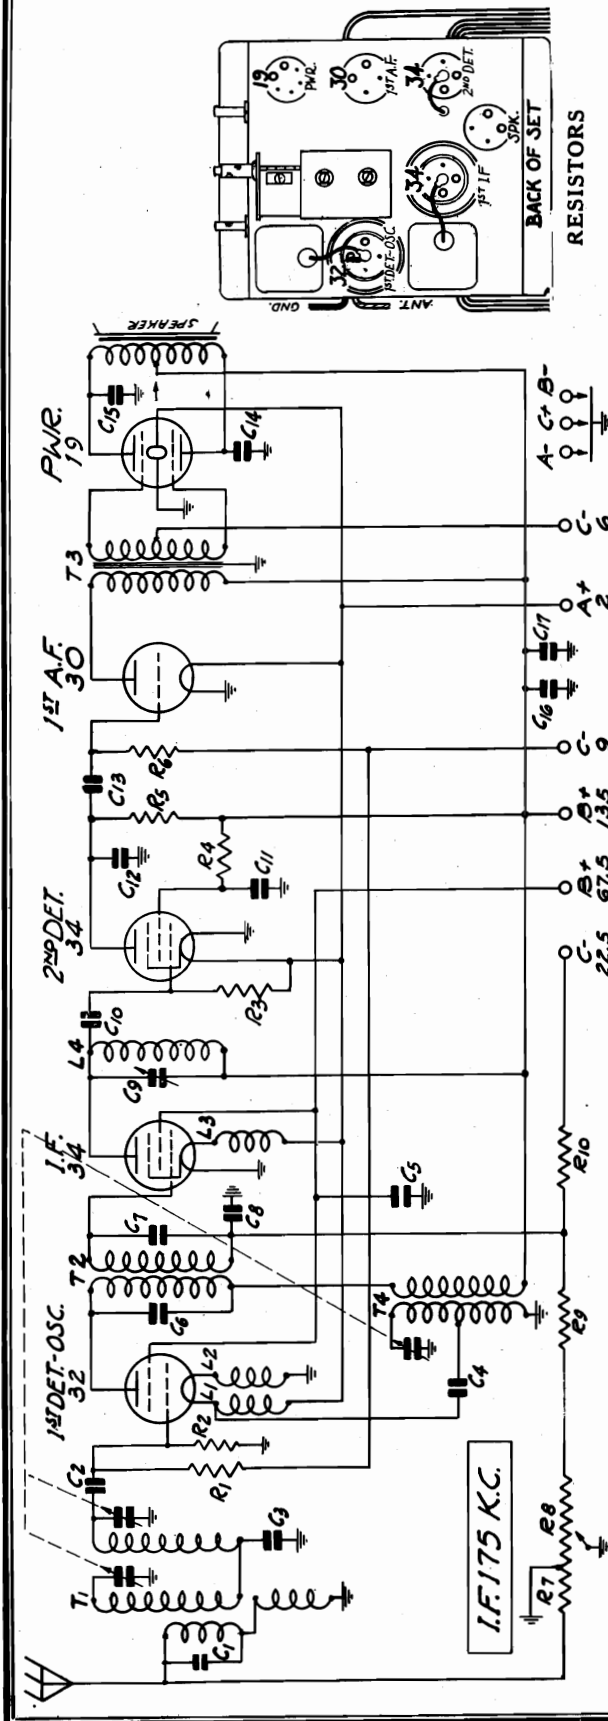 1ST DET.-OSC.
32
I.F.
34
2ND DET.
34
1ST A.F.
30
PWR.
19
T1
C1
C2
C3
R1
R2
L1
L2
C4
T4
C6
T2
C7
C8
C5
L3
L4
C9
C10
R3
C11
R4
C12
R5
C13
R6
T3
C14
C15
SPEAKER
C16
C17
R7
R8
R9
R10
I.F. 175 K.C.
C-
22.5
B+
67.5
B+
135
C-
9
A+
2
C-
6
A- C+ B-
GND.
ANT.
32
1ST DET-OSC.
34
1ST IF
19
PWR.
30
1ST A.F.
34
2ND DET.
SPK.
BACK OF SET
RESISTORS